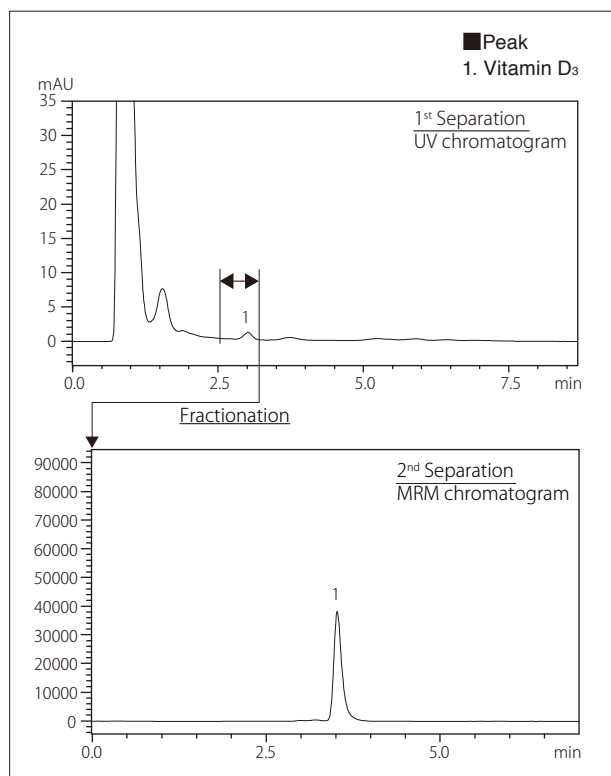 ■Peak
1. Vitamin D₃
mAU
35
30
25
20
15
10
5
0
1st Separation
UV chromatogram
1
0.0 2.5 5.0 7.5 min
Fractionation
90000
80000
70000
60000
50000
40000
30000
20000
10000
0
2nd Separation
MRM chromatogram
1
0.0 2.5 5.0 min